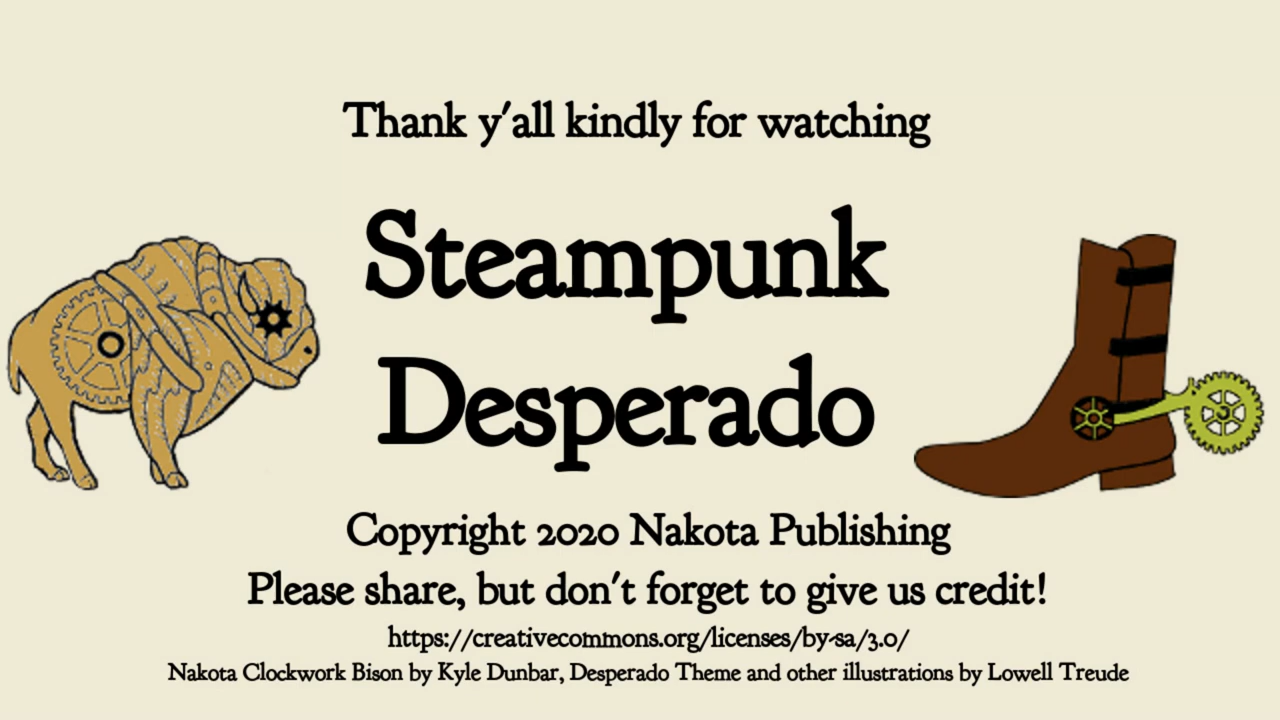 Thank y'all kindly for watching
Steampunk
Desperado
Copyright 2020 Nakota Publishing
Please share, but don't forget to give us credit!
https://creativecommons.org/licenses/by-sa/3.0/
Nakota Clockwork Bison by Kyle Dunbar, Desperado Theme and other illustrations by Lowell Treude